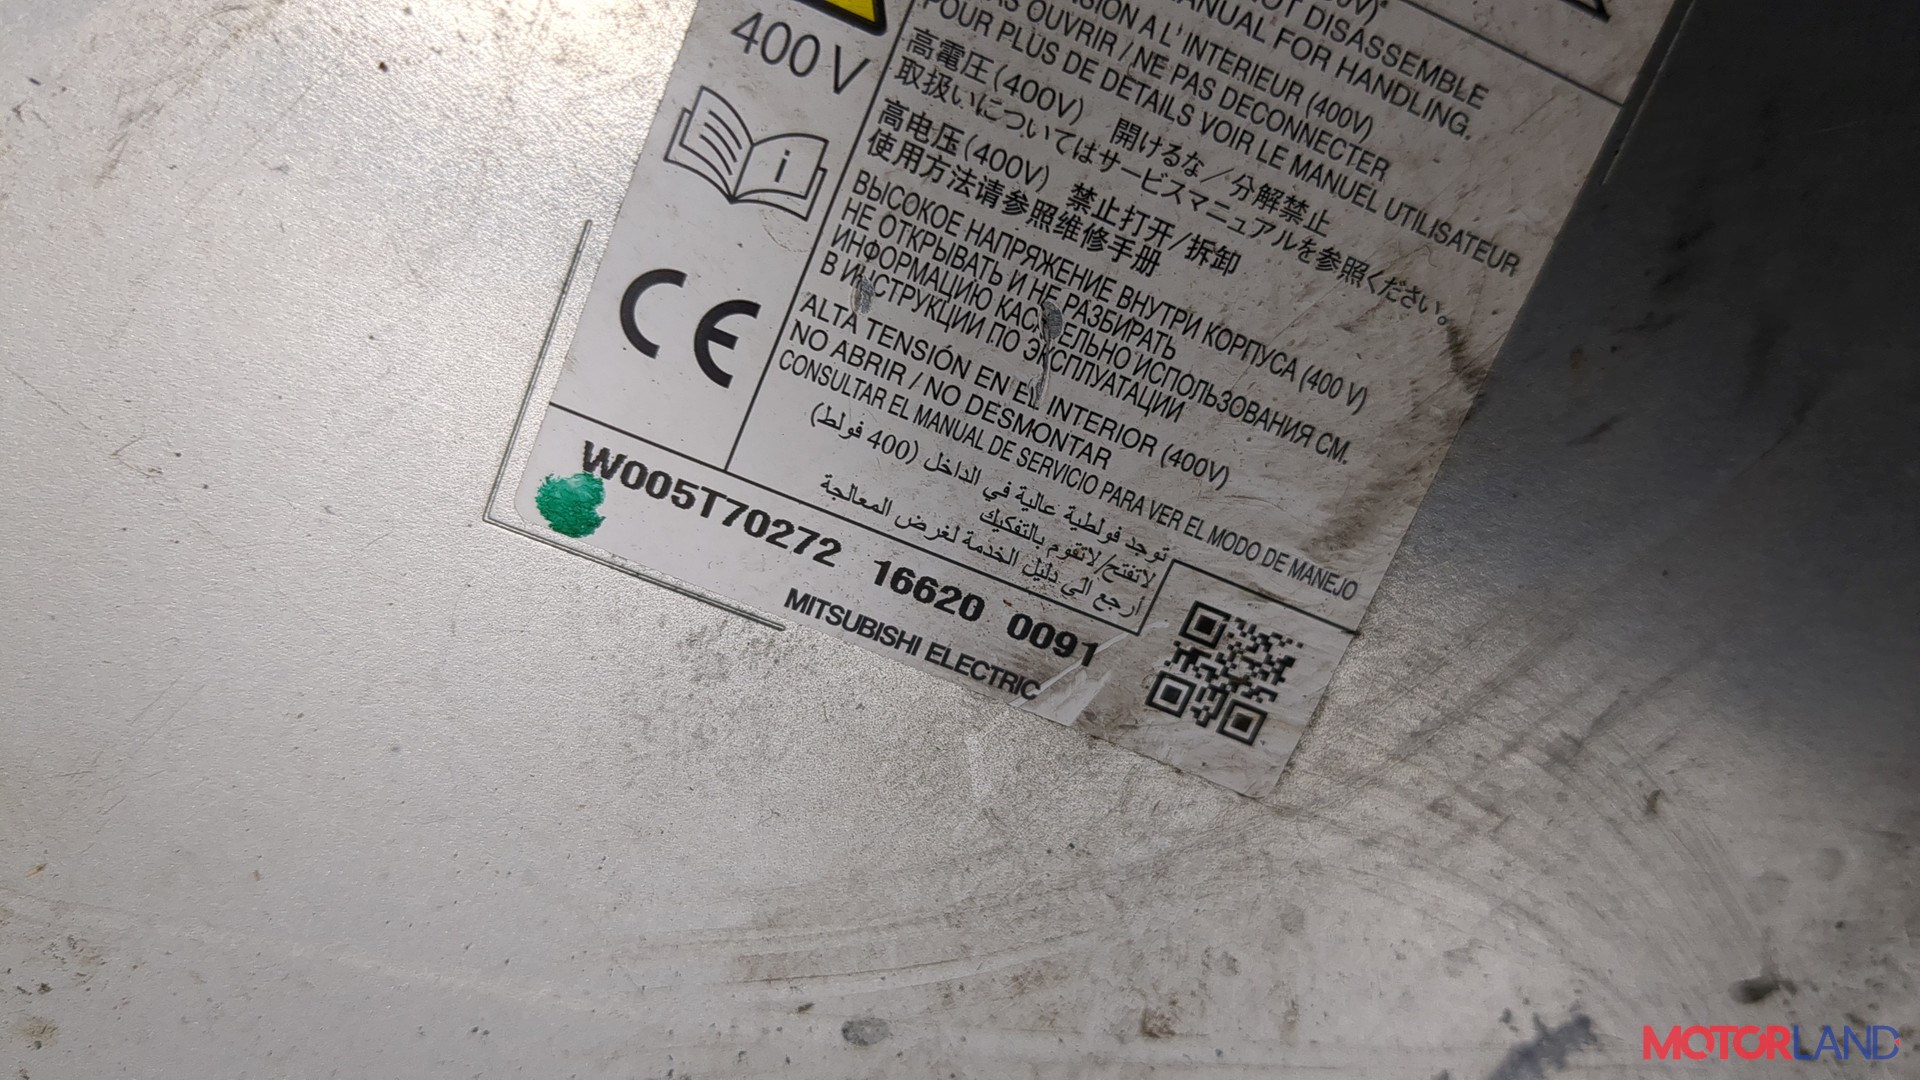 400 V
i
NOT DISASSEMBLE
MANUAL FOR HANDLING.
TENSION A L'INTERIEUR (400V)
PAS OUVRIR / NE PAS DECONNECTER
POUR PLUS DE DETAILS VOIR LE MANUEL UTILISATEUR
高電圧(400V) 開けるな／分解禁止
取扱いについてはサービスマニュアルを参照ください。
高电压(400V) 禁止打开/拆卸
使用方法请参照维修手册
ВЫСОКОЕ НАПРЯЖЕНИЕ ВНУТРИ КОРПУСА (400 V)
НЕ ОТКРЫВАТЬ И НЕ РАЗБИРАТЬ
ИНФОРМАЦИЮ КАСАТЕЛЬНО ИСПОЛЬЗОВАНИЯ СМ.
В ИНСТРУКЦИИ ПО ЭКСПЛУАТАЦИИ
ALTA TENSIÓN EN EL INTERIOR (400V)
NO ABRIR / NO DESMONTAR
CONSULTAR EL MANUAL DE SERVICIO PARA VER EL MODO DE MANEJO
توجد فولطية عالية في الداخل (400 فولط)
لاتفتح/لاتقوم بالتفكيك
أرجع الى دليل الخدمة لغرض المعالجة
CE
W005T70272 16620 0091
MITSUBISHI ELECTRIC
MOTORLAND